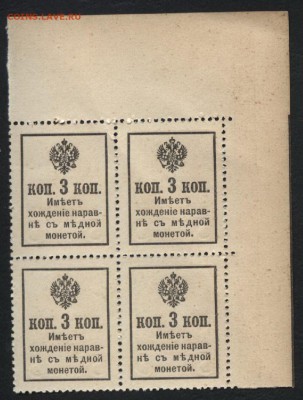 COINS.LAVE.RU
КОП. 3 КОП.
Имѣетъ
хожденіе нарав-
нѣ съ мѣдной
монетой.
КОП. 3 КОП.
Имѣетъ
хожденіе нарав-
нѣ съ мѣдной
монетой.
КОП. 3 КОП.
Имѣетъ
хожденіе нарав-
нѣ съ мѣдной
монетой.
КОП. 3 КОП.
Имѣетъ
хожденіе нарав-
нѣ съ мѣдной
монетой.